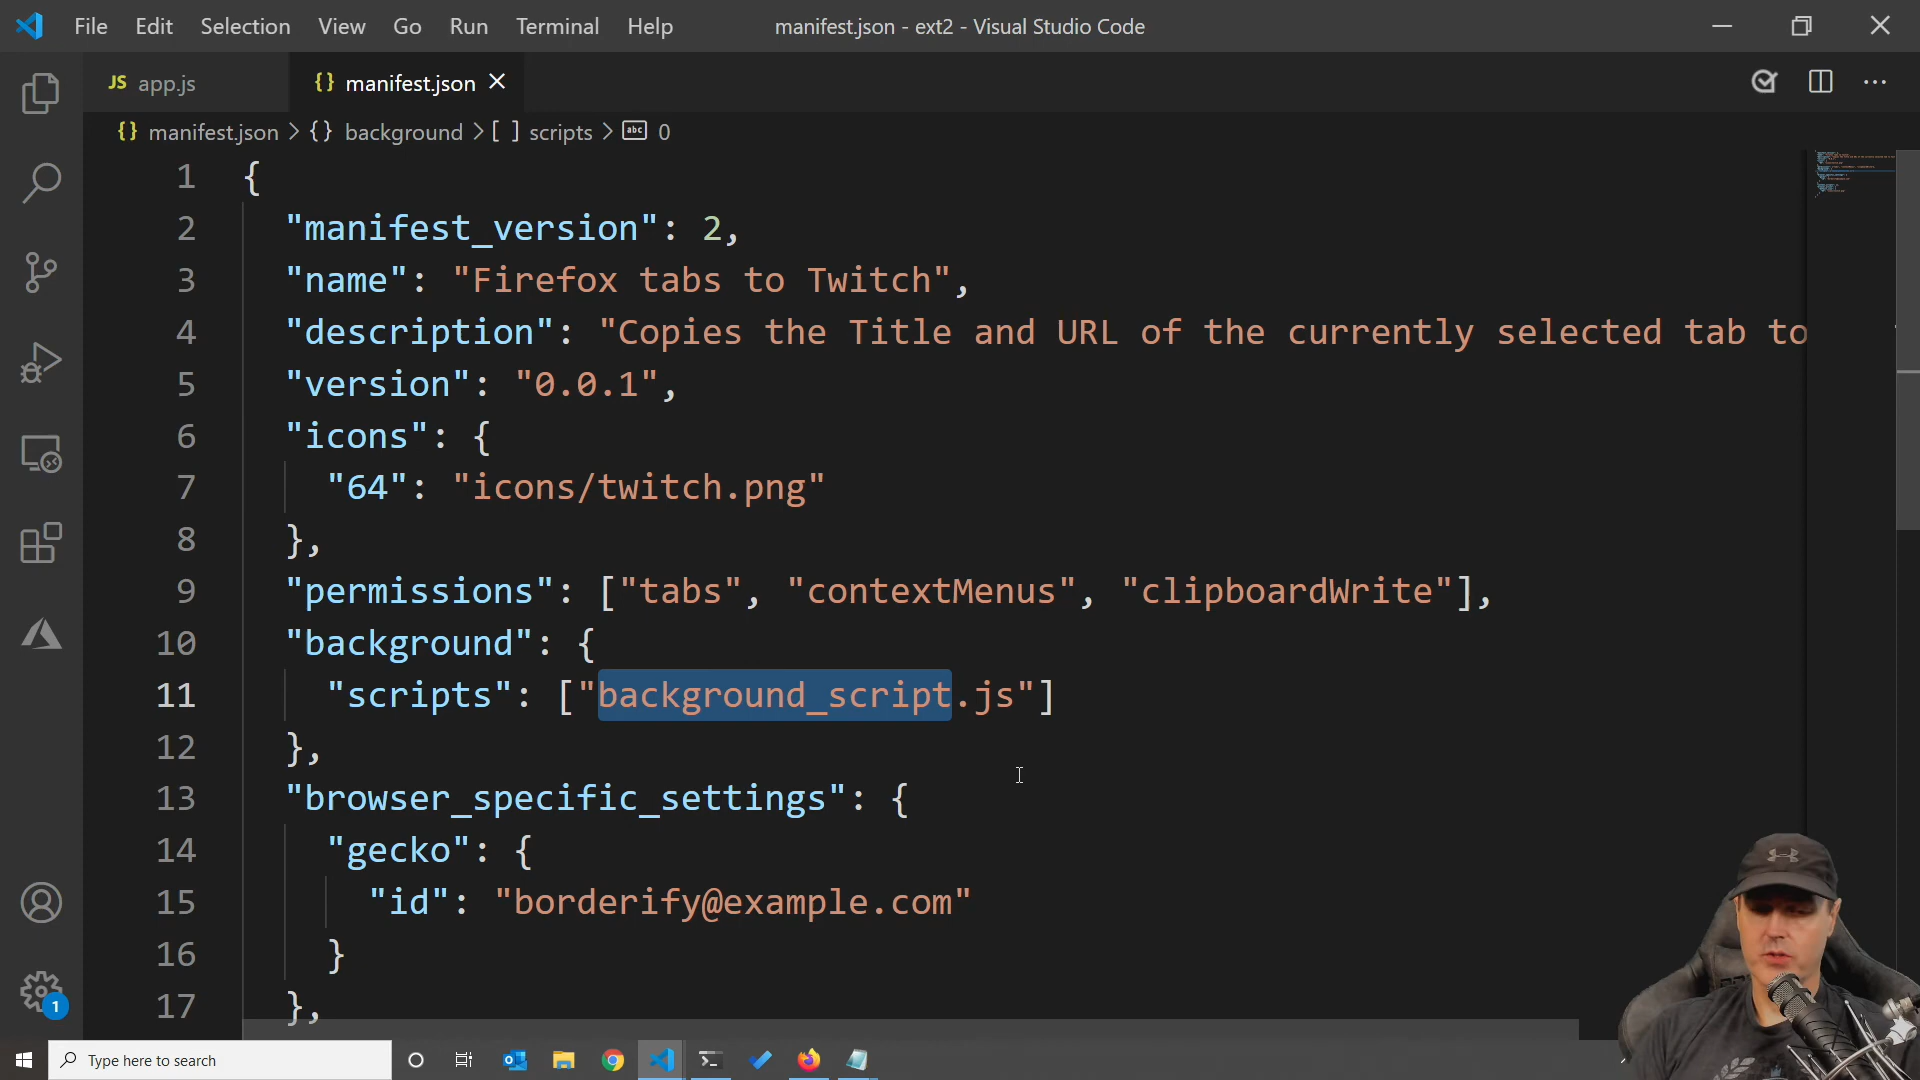 File Edit Selection View Go Run Terminal Help manifest.json - ext2 - Visual Studio Code
JS app.js {} manifest.json
{} manifest.json > {} background > [ ] scripts > abc 0
1 {
2 "manifest_version": 2,
3 "name": "Firefox tabs to Twitch",
4 "description": "Copies the Title and URL of the currently selected tab to
5 "version": "0.0.1",
6 "icons": {
7 "64": "icons/twitch.png"
8 },
9 "permissions": ["tabs", "contextMenus", "clipboardWrite"],
10 "background": {
11 "scripts": ["background_script.js"]
12 },
13 "browser_specific_settings": {
14 "gecko": {
15 "id": "borderify@example.com"
16 }
17 },
1
Type here to search